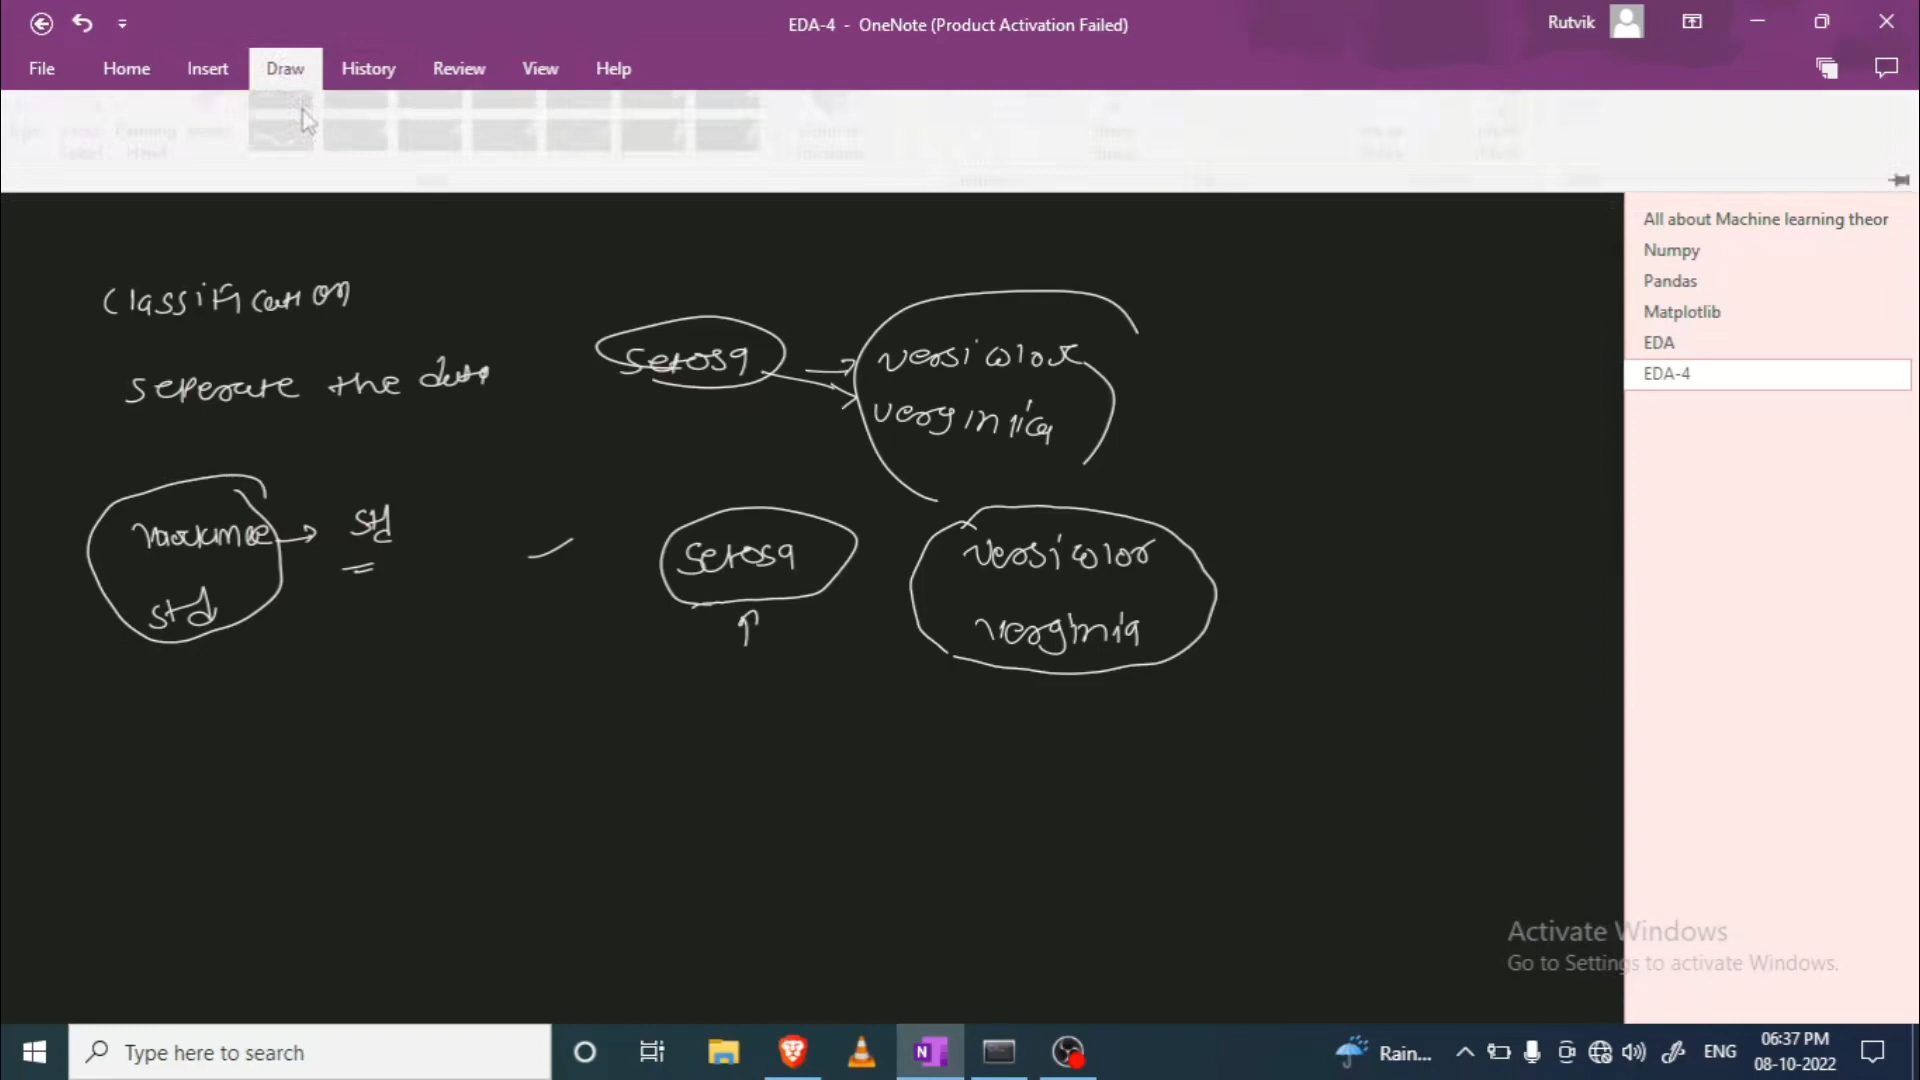 EDA-4 - OneNote (Product Activation Failed)
Rutvik
File Home Insert Draw History Review View Help
All about Machine learning theor
Numpy
Pandas
Matplotlib
EDA
EDA-4
Classification
seperate the data
setosa
versicolor
verginica
std
std
setosa
versicolor
verginia
Activate Windows
Go to Settings to activate Windows.
Type here to search
N
Rain...
ENG
06:37 PM
08-10-2022